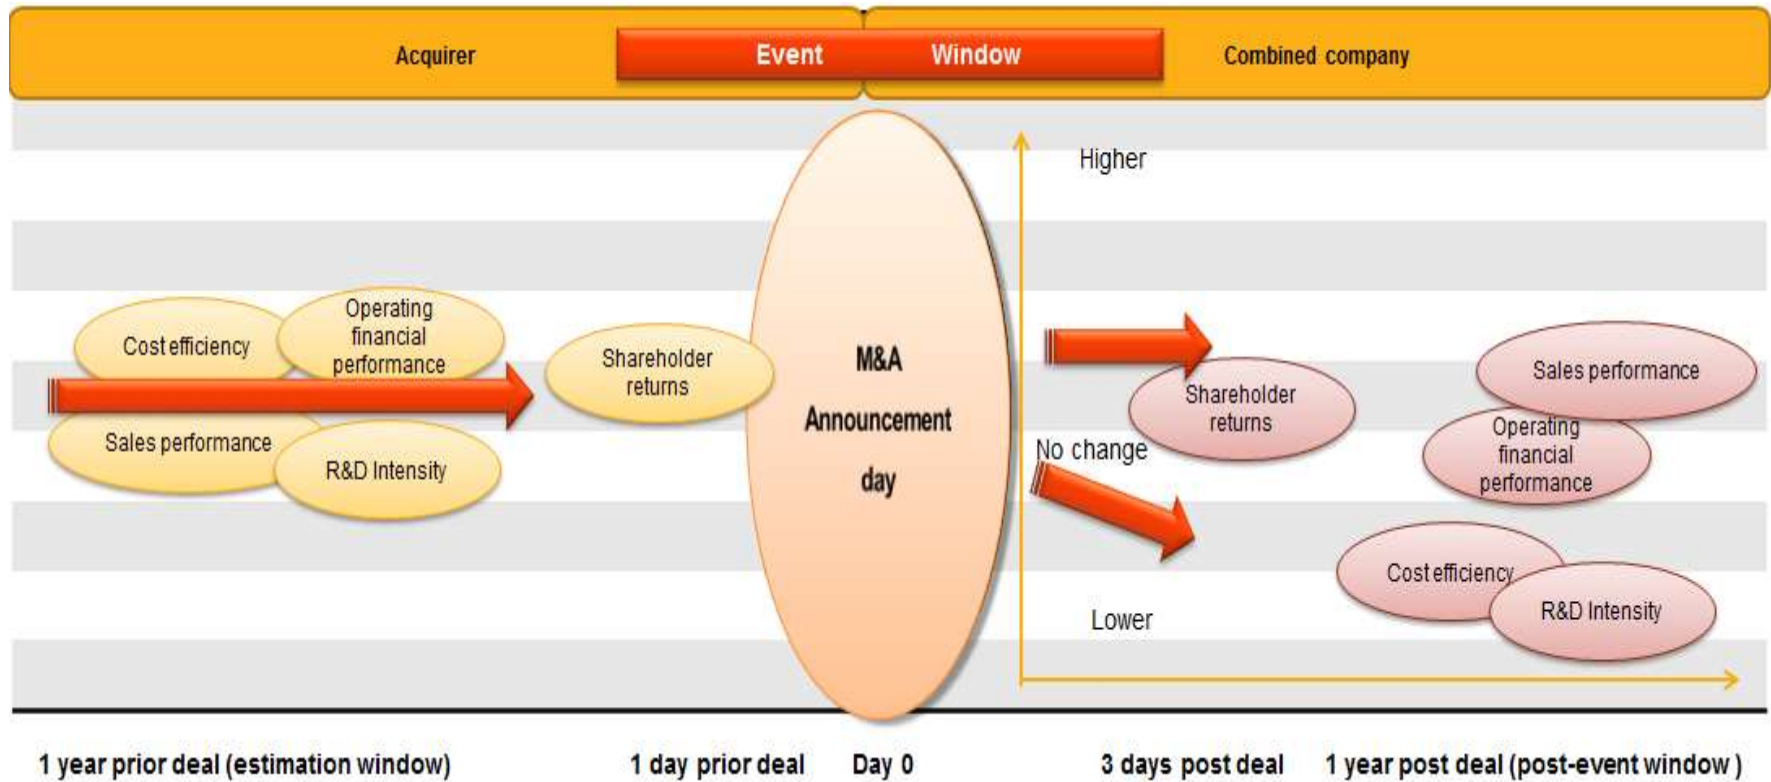 Acquirer
Event Window
Combined company
Higher
Cost efficiency
Operating
financial
performance
Shareholder
returns
Sales performance
R&D Intensity
M&A
Announcement
day
Shareholder
returns
Sales performance
No change
Operating
financial
performance
Cost efficiency
R&D Intensity
Lower
1 year prior deal (estimation window)
1 day prior deal
Day 0
3 days post deal
1 year post deal (post-event window )